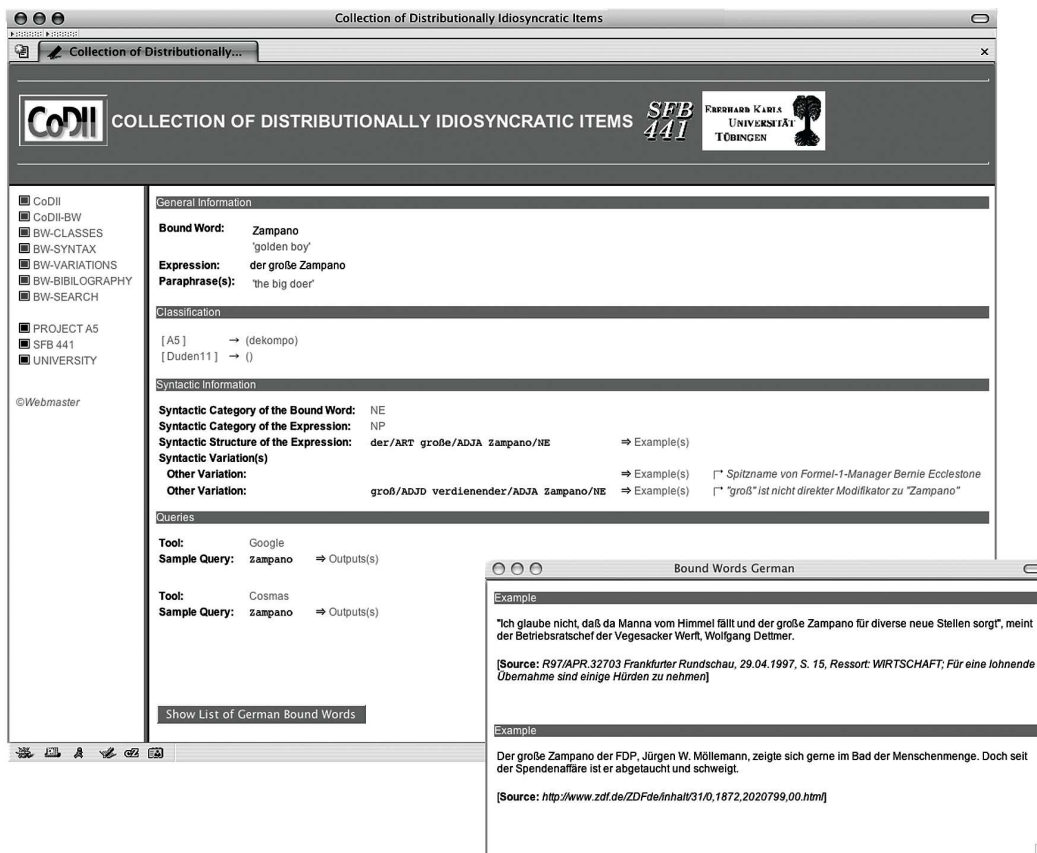 Collection of Distributionally Idiosyncratic Items
Collection of Distributionally... ×
CoDII COLLECTION OF DISTRIBUTIONALLY IDIOSYNCRATIC ITEMS SFB 441 EBERHARD KARLS UNIVERSITÄT TÜBINGEN
CoDII
CoDII-BW
BW-CLASSES
BW-SYNTAX
BW-VARIATIONS
BW-BIBILOGRAPHY
BW-SEARCH
PROJECT A5
SFB 441
UNIVERSITY
©Webmaster
General Information
Bound Word: Zampano
'golden boy'
Expression: der große Zampano
Paraphrase(s): 'the big doer'
Classification
[ A5 ] → (dekompo)
[ Duden11 ] → ()
Syntactic Information
Syntactic Category of the Bound Word: NE
Syntactic Category of the Expression: NP
Syntactic Structure of the Expression: der/ART große/ADJA Zampano/NE ⇒ Example(s)
Syntactic Variation(s)
Other Variation: ⇒ Example(s) Spitzname von Formel-1-Manager Bernie Ecclestone
Other Variation: groß/ADJD verdienender/ADJA Zampano/NE ⇒ Example(s) "groß" ist nicht direkter Modifikator zu "Zampano"
Queries
Tool: Google
Sample Query: Zampano ⇒ Outputs(s)
Tool: Cosmas
Sample Query: Zampano ⇒ Outputs(s)
Show List of German Bound Words
Bound Words German
Example
"Ich glaube nicht, daß da Manna vom Himmel fällt und der große Zampano für diverse neue Stellen sorgt", meint
der Betriebsratschef der Vegesacker Werft, Wolfgang Dettmer.
[Source: R97/APR.32703 Frankfurter Rundschau, 29.04.1997, S. 15, Ressort: WIRTSCHAFT; Für eine lohnende
Übernahme sind einige Hürden zu nehmen]
Example
Der große Zampano der FDP, Jürgen W. Möllemann, zeigte sich gerne im Bad der Menschenmenge. Doch seit
der Spendenaffäre ist er abgetaucht und schweigt.
[Source: http://www.zdf.de/ZDFde/inhalt/31/0,1872,2020799,00.html]